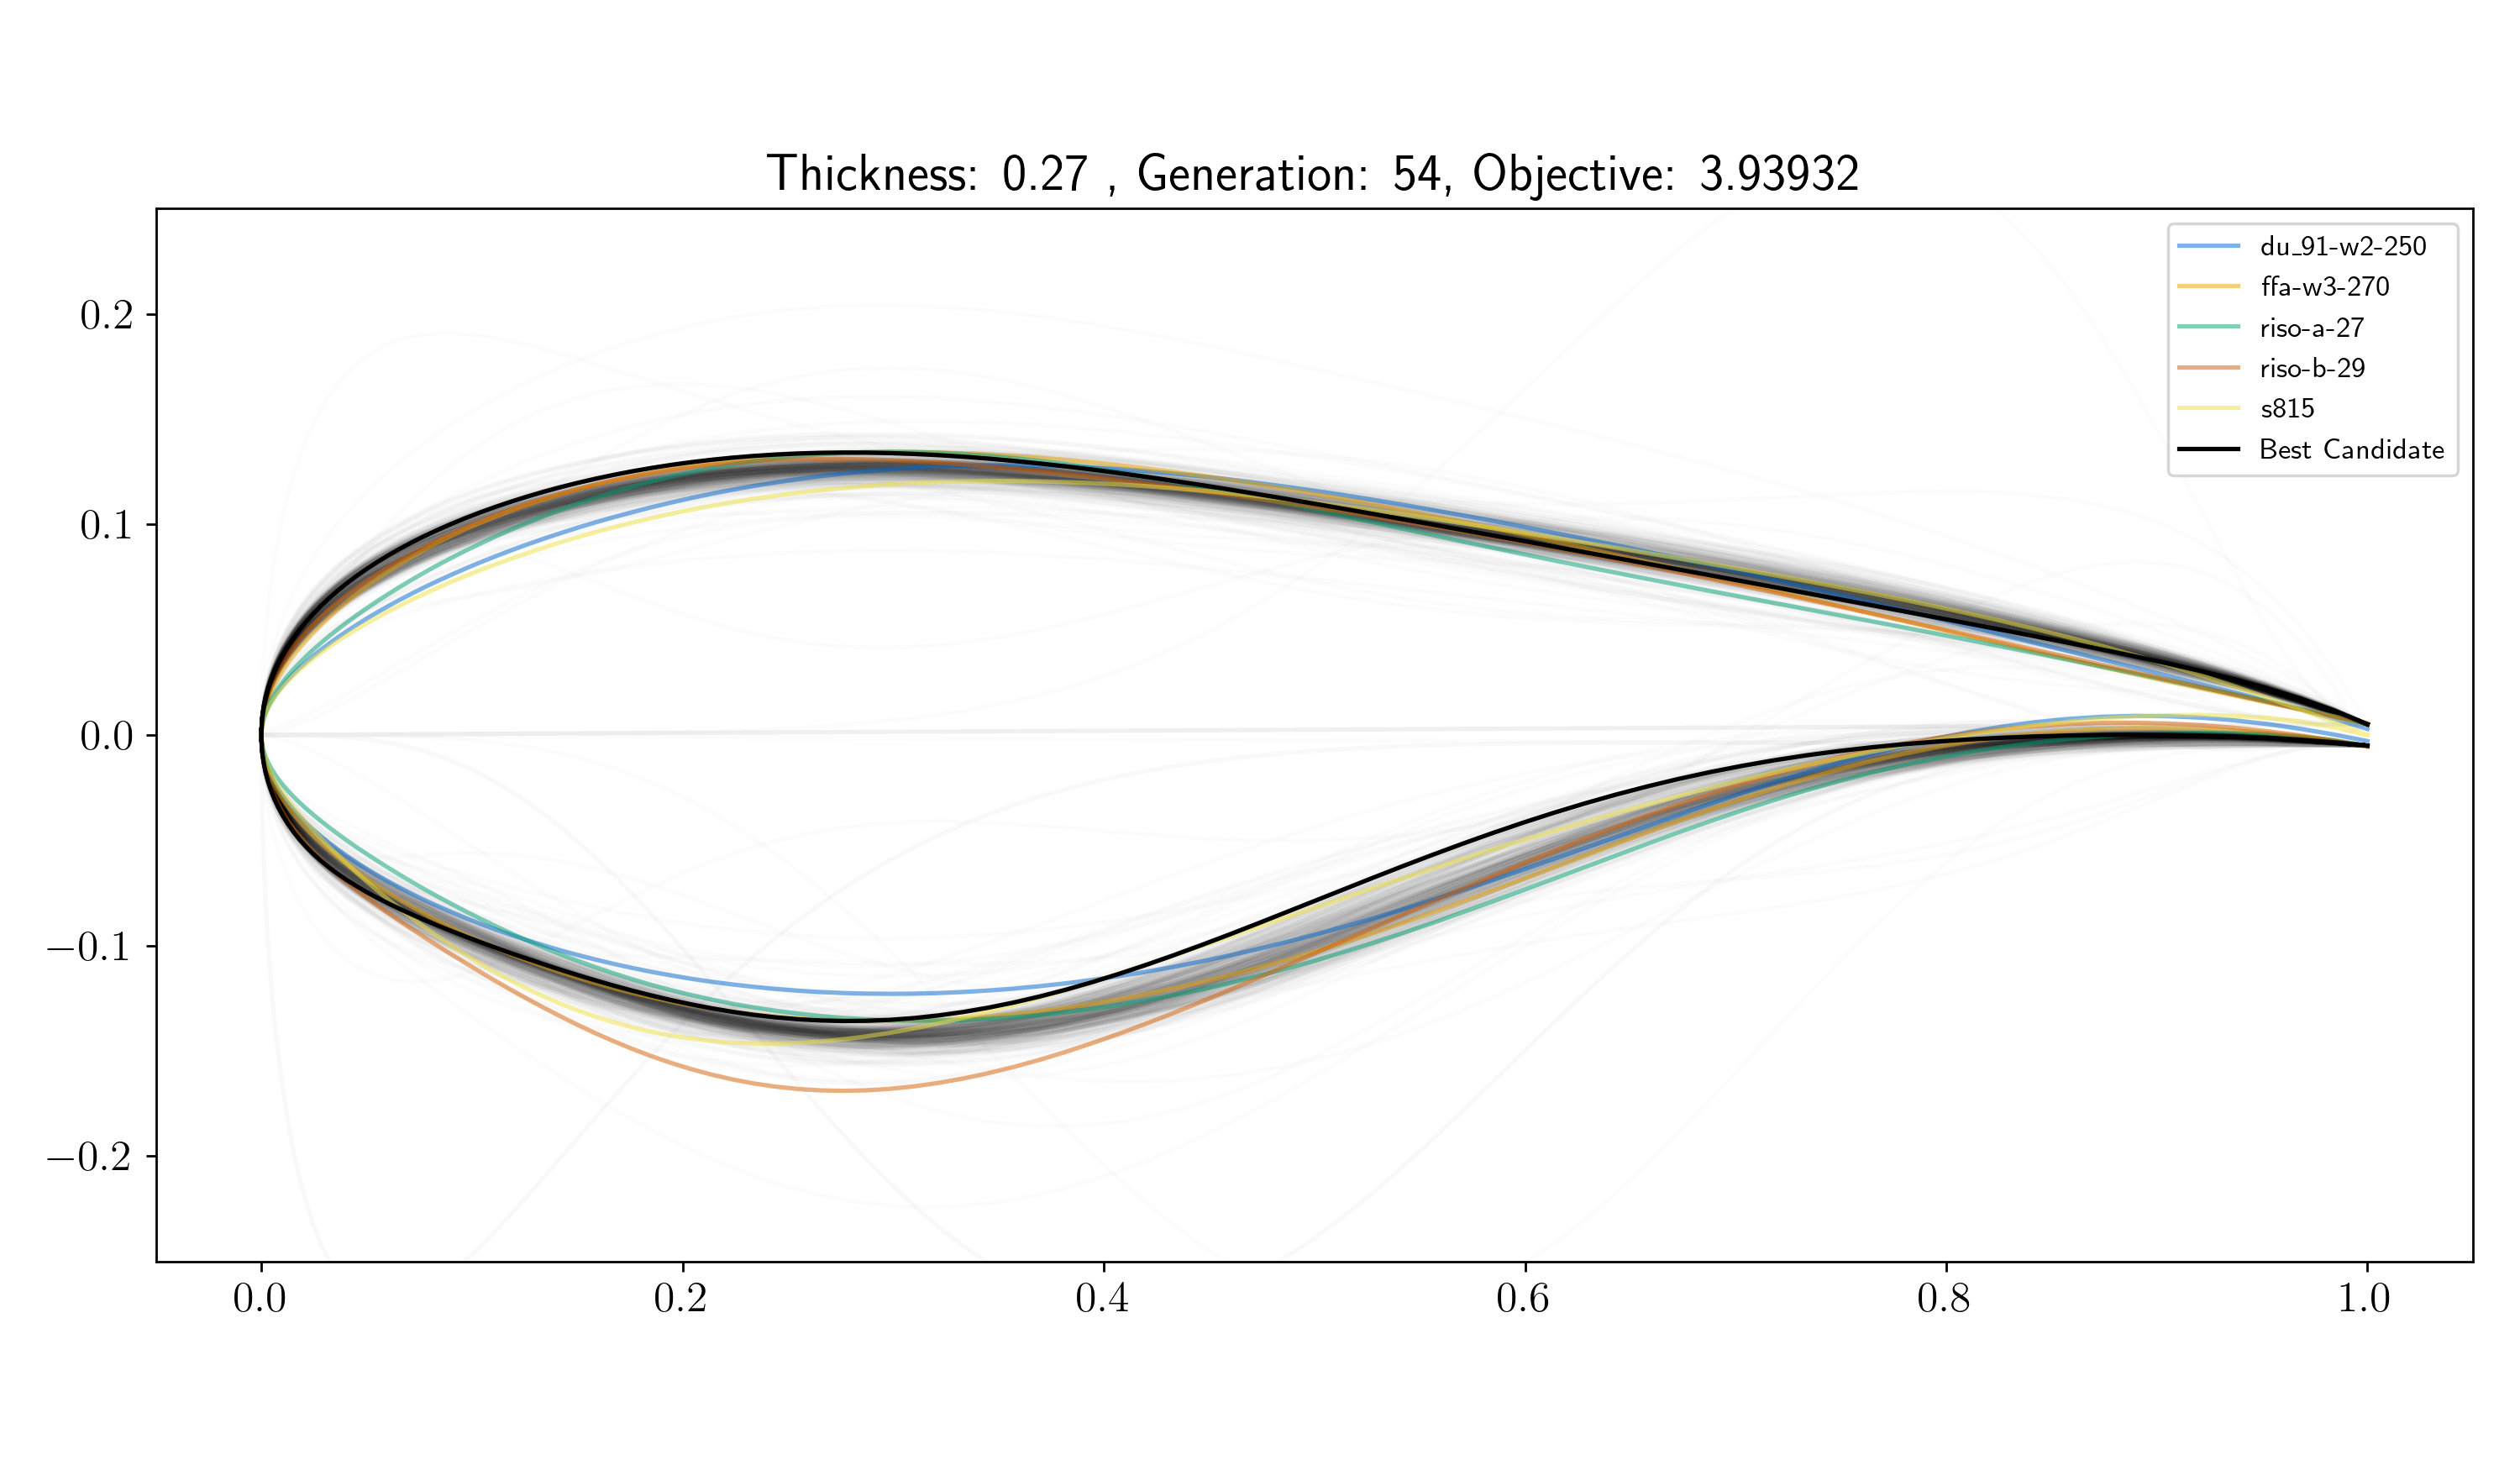 Thickness: 0.27 , Generation: 54, Objective: 3.93932
du_91-w2-250
ffa-w3-270
riso-a-27
riso-b-29
s815
Best Candidate
0.2
0.1
0.0
−0.1
−0.2
0.0 0.2 0.4 0.6 0.8 1.0